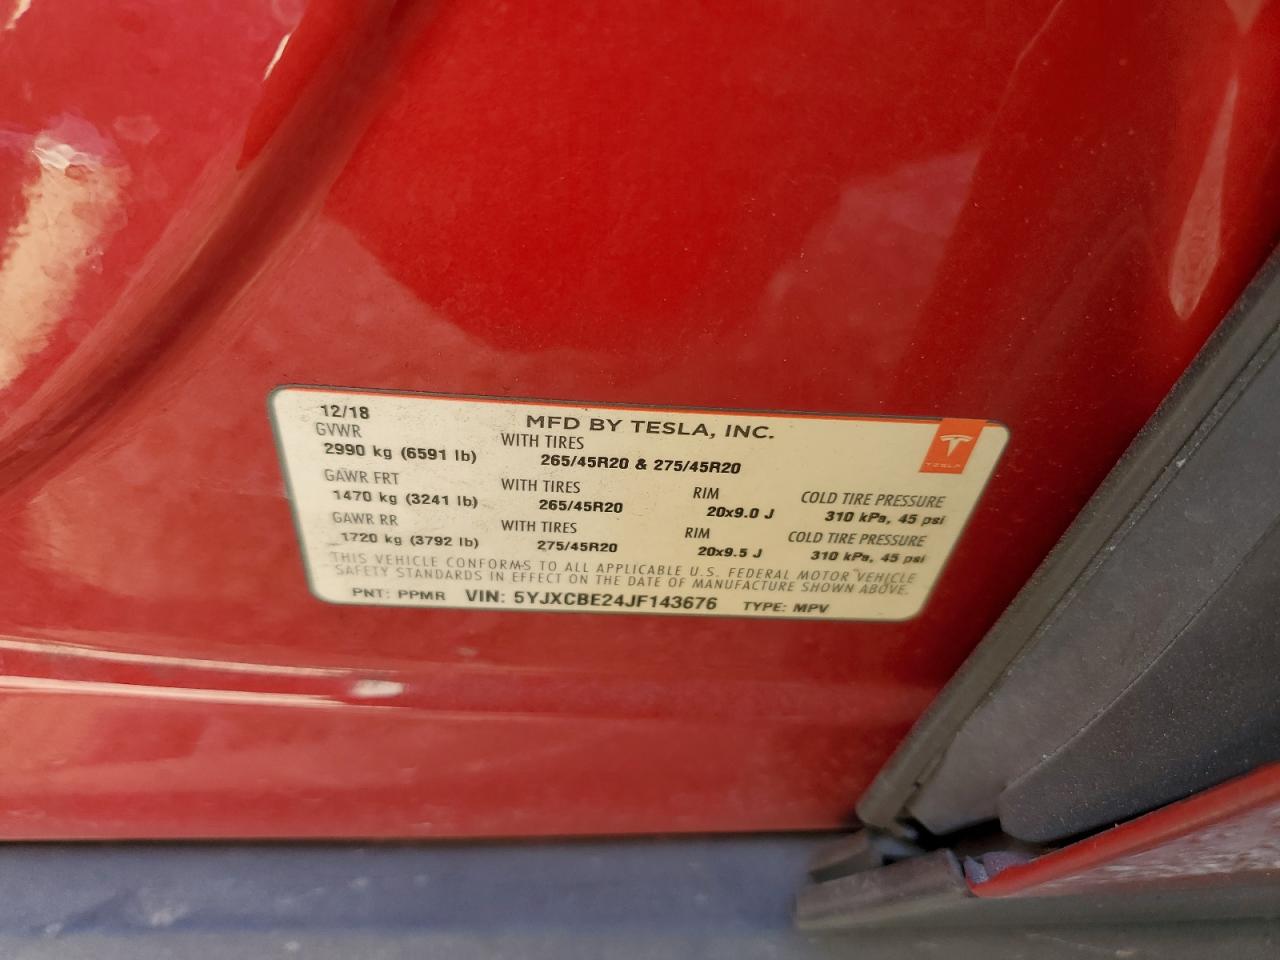 12/18 MFD BY TESLA, INC.
GVWR WITH TIRES
2990 kg (6591 lb) 265/45R20 & 275/45R20
TESLA
GAWR FRT WITH TIRES RIM COLD TIRE PRESSURE
1470 kg (3241 lb) 265/45R20 20x9.0 J 310 kPa, 45 psi
GAWR RR WITH TIRES RIM COLD TIRE PRESSURE
1720 kg (3792 lb) 275/45R20 20x9.5 J 310 kPa, 45 psi
THIS VEHICLE CONFORMS TO ALL APPLICABLE U.S. FEDERAL MOTOR VEHICLE
SAFETY STANDARDS IN EFFECT ON THE DATE OF MANUFACTURE SHOWN ABOVE.
PNT: PPMR VIN: 5YJXCBE24JF143676 TYPE: MPV